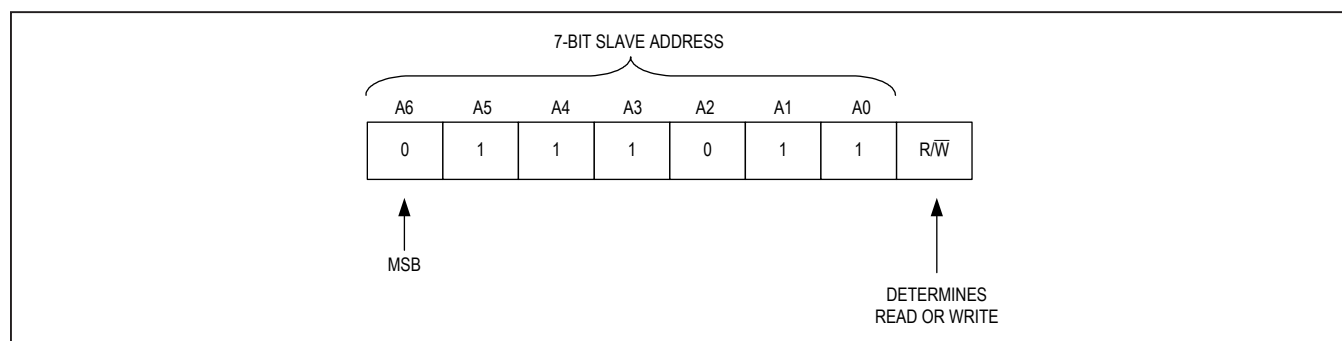 7-BIT SLAVE ADDRESS
A6 A5 A4 A3 A2 A1 A0
0 1 1 1 0 1 1 R/W̅
MSB
DETERMINES
READ OR WRITE